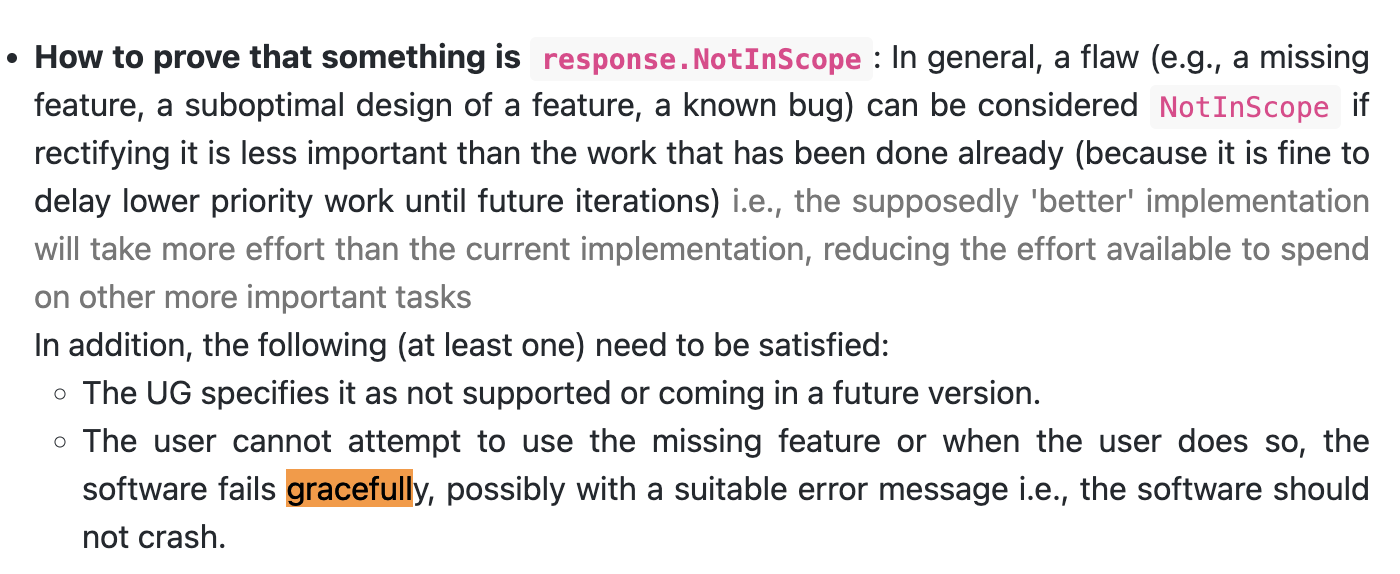 • How to prove that something is response.NotInScope : In general, a flaw (e.g., a missing
feature, a suboptimal design of a feature, a known bug) can be considered NotInScope if
rectifying it is less important than the work that has been done already (because it is fine to
delay lower priority work until future iterations) i.e., the supposedly 'better' implementation
will take more effort than the current implementation, reducing the effort available to spend
on other more important tasks
In addition, the following (at least one) need to be satisfied:
◦ The UG specifies it as not supported or coming in a future version.
◦ The user cannot attempt to use the missing feature or when the user does so, the
software fails gracefully, possibly with a suitable error message i.e., the software should
not crash.